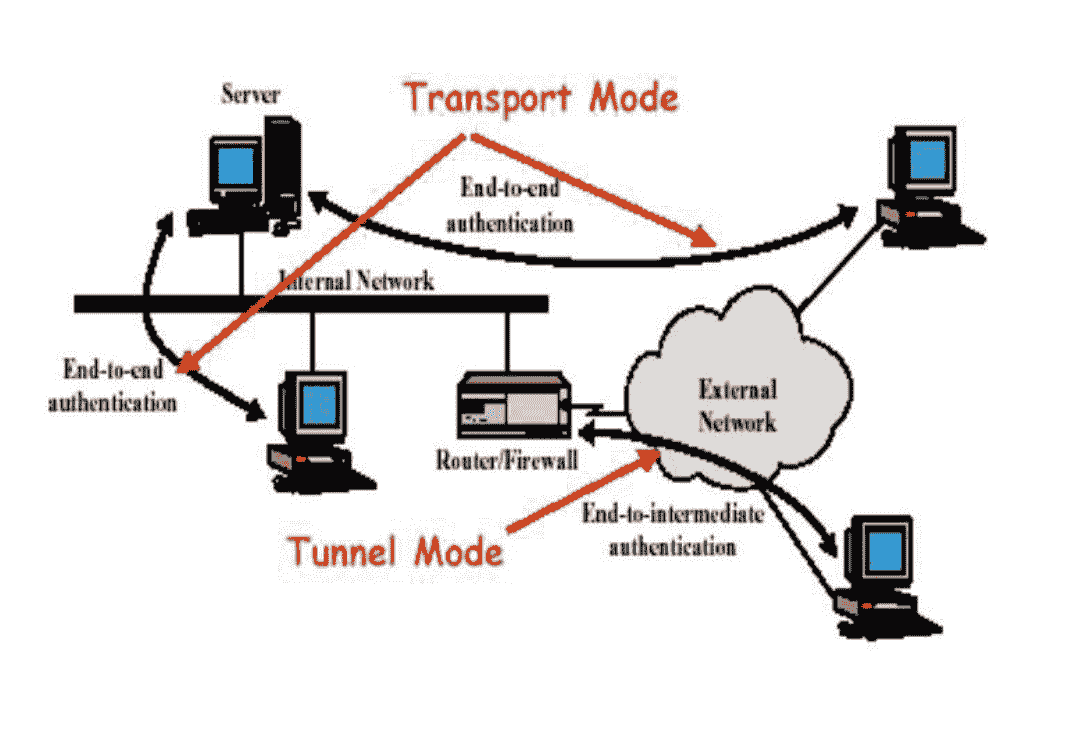 Server
Transport Mode
End-to-end
authentication
Internal Network
End-to-end
authentication
External
Network
Router/Firewall
End-to-intermediate
authentication
Tunnel Mode